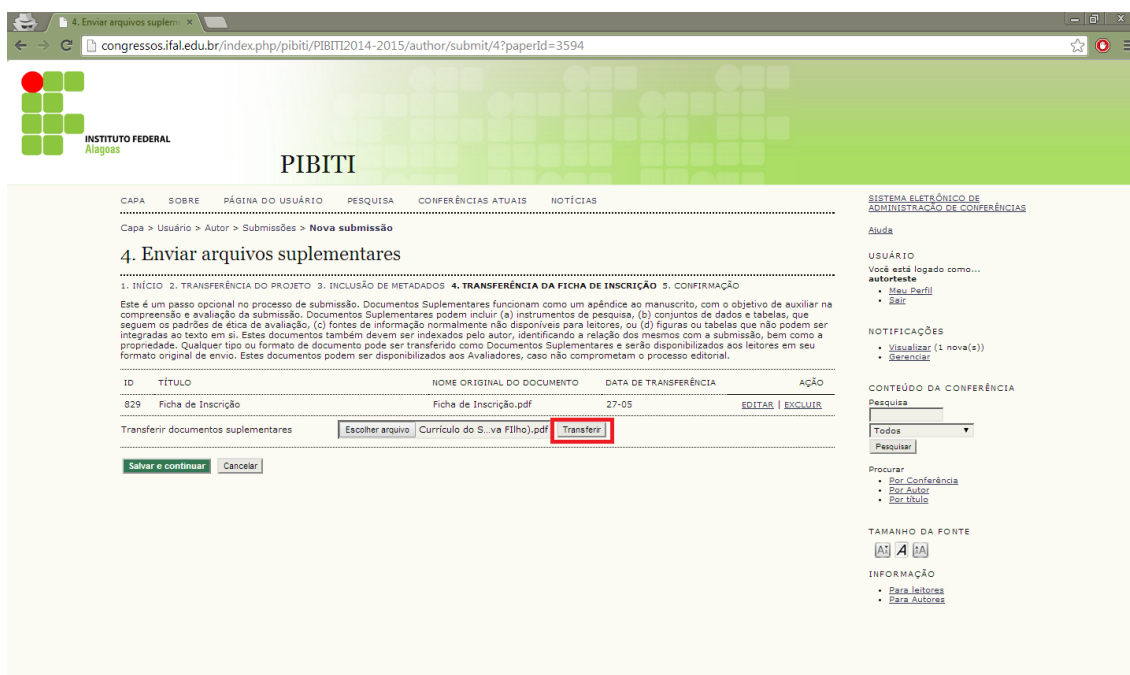 4. Enviar arquivos suplem
congressos.ifal.edu.br/index.php/pibiti/PIBITI2014-2015/author/submit/4?paperId=3594
INSTITUTO FEDERAL
Alagoas
PIBITI
CAPA SOBRE PÁGINA DO USUÁRIO PESQUISA CONFERÊNCIAS ATUAIS NOTÍCIAS
Capa > Usuário > Autor > Submissões > Nova submissão
4. Enviar arquivos suplementares
1. INÍCIO 2. TRANSFERÊNCIA DO PROJETO 3. INCLUSÃO DE METADADOS 4. TRANSFERÊNCIA DA FICHA DE INSCRIÇÃO 5. CONFIRMAÇÃO
Este é um passo opcional no processo de submissão. Documentos Suplementares funcionam como um apêndice ao manuscrito, com o objetivo de auxiliar na
compreensão e avaliação da submissão. Documentos Suplementares podem incluir (a) instrumentos de pesquisa, (b) conjuntos de dados e tabelas, que
seguem os padrões de ética de avaliação, (c) fontes de informação normalmente não disponíveis para leitores, ou (d) figuras ou tabelas que não podem ser
integradas ao texto em si. Estes documentos também devem ser indexados pelo autor, identificando a relação dos mesmos com a submissão, bem como a
propriedade. Qualquer tipo ou formato de documento pode ser transferido como Documentos Suplementares e serão disponibilizados aos leitores em seu
formato original de envio. Estes documentos podem ser disponibilizados aos Avaliadores, caso não comprometam o processo editorial.
ID TÍTULO NOME ORIGINAL DO DOCUMENTO DATA DE TRANSFERÊNCIA AÇÃO
829 Ficha de Inscrição Ficha de Inscrição.pdf 27-05 EDITAR | EXCLUIR
Transferir documentos suplementares Escolher arquivo Currículo do S...va FIlho).pdf Transferir
Salvar e continuar Cancelar
SISTEMA ELETRÔNICO DE
ADMINISTRAÇÃO DE CONFERÊNCIAS
Ajuda
USUÁRIO
Você está logado como...
autorteste
Meu Perfil
Sair
NOTIFICAÇÕES
Visualizar (1 nova(s))
Gerenciar
CONTEÚDO DA CONFERÊNCIA
Pesquisa
Todos
Pesquisar
Procurar
Por Conferência
Por Autor
Por título
TAMANHO DA FONTE
A A A
INFORMAÇÃO
Para leitores
Para Autores